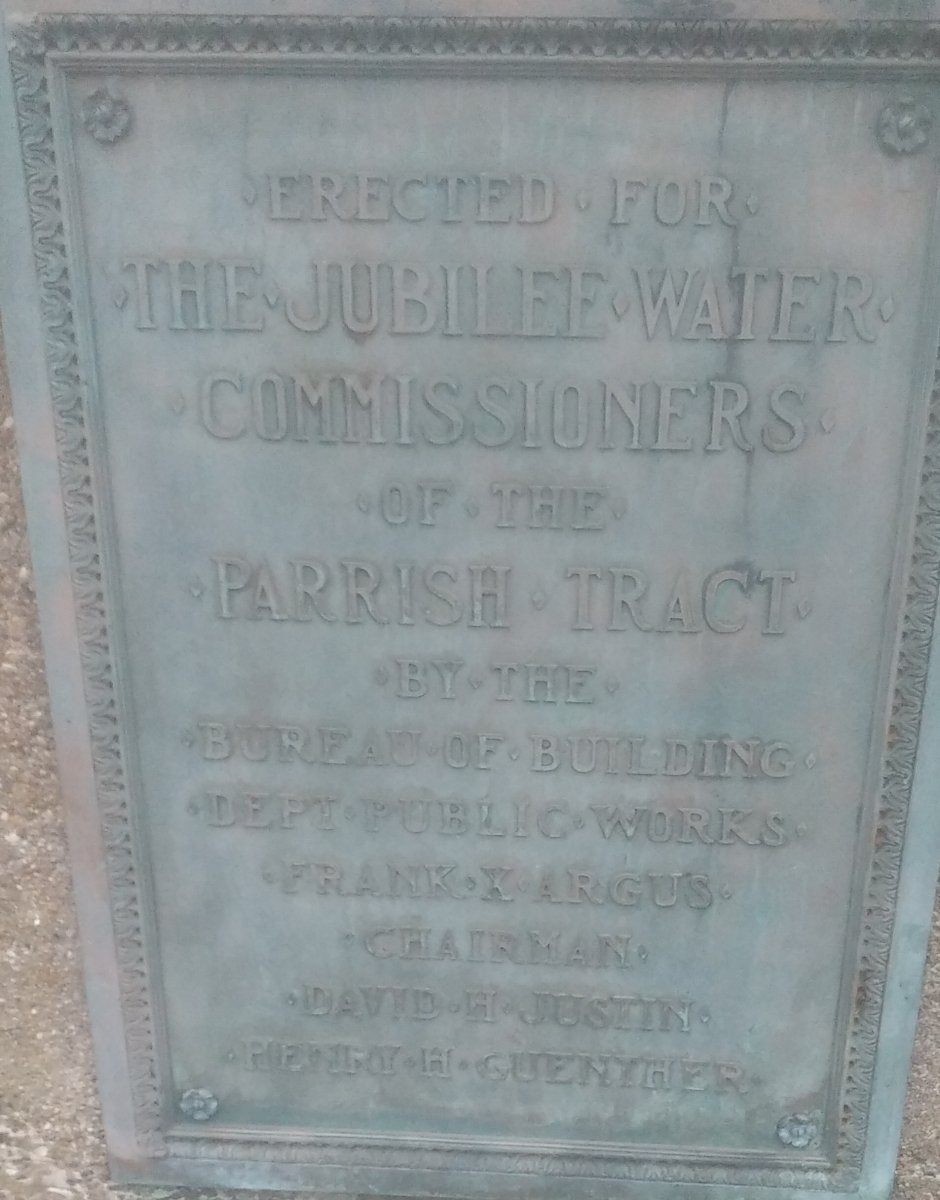 ·ERECTED·FOR·
·THE·JUBILEE·WATER·
·COMMISSIONERS·
·OF·THE·
·PARRISH·TRACT·
·BY·THE·
·BUREAU·OF·BUILDING·
·DEPT·PUBLIC·WORKS·
·FRANK·X·ARGUS·
·CHAIRMAN·
·DAVID·H·JUSTIN·
·HENRY·H·GUENTHER·